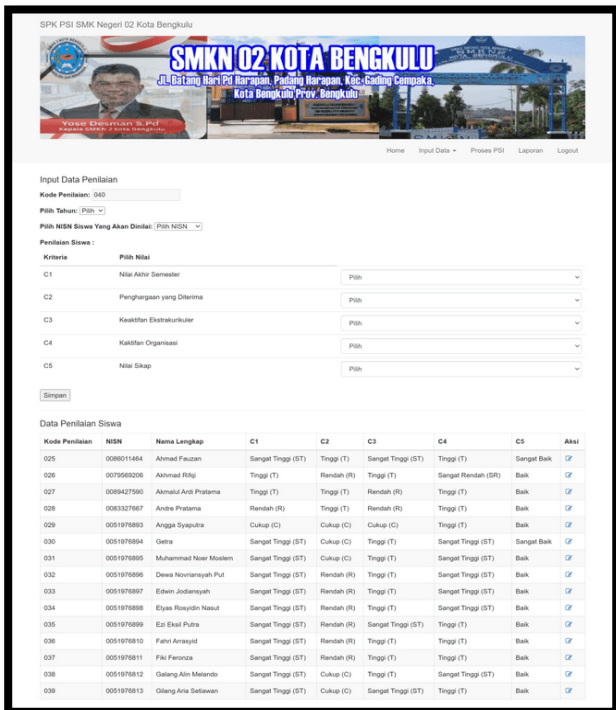 SPK PSI SMK Negeri 02 Kota Bengkulu
SMKN 02 KOTA BENGKULU
JL. Batang Hari Pd Harapan, Padang Harapan, Kec. Gading Cempaka,
Kota Bengkulu Prov. Bengkulu
Yose Desman S.Pd
Kepala SMKN 2 Kota Bengkulu
Home Input Data Proses PSI Laporan Logout
Input Data Penilaian
Kode Penilaian: 040
Pilih Tahun: Pilih
Pilih NISN Siswa Yang Akan Dinilai: Pilih NISN
Penilaian Siswa :
Kriteria Pilih Nilai
C1 Nilai Akhir Semester Pilih
C2 Penghargaan yang Diterima Pilih
C3 Keaktifan Ekstrakurikuler Pilih
C4 Kaktifan Organisasi Pilih
C5 Nilai Sikap Pilih
Simpan
Data Penilaian Siswa
Kode Penilaian NISN Nama Lengkap C1 C2 C3 C4 C5 Aksi
025 0086011464 Ahmad Fauzan Sangat Tinggi (ST) Tinggi (T) Sangat Tinggi (ST) Tinggi (T) Sangat Baik
026 0079569206 Akhmad Rifqi Tinggi (T) Rendah (R) Tinggi (T) Sangat Rendah (SR) Baik
027 0089427590 Akmalul Ardi Pratama Tinggi (T) Tinggi (T) Rendah (R) Tinggi (T) Baik
028 0083327667 Andre Pratama Rendah (R) Tinggi (T) Rendah (R) Tinggi (T) Baik
029 0051976893 Angga Syaputra Cukup (C) Cukup (C) Cukup (C) Tinggi (T) Baik
030 0051976894 Getra Sangat Tinggi (ST) Cukup (C) Tinggi (T) Sangat Tinggi (ST) Sangat Baik
031 0051976895 Muhammad Noer Moslem Sangat Tinggi (ST) Cukup (C) Tinggi (T) Sangat Tinggi (ST) Baik
032 0051976896 Dewa Novriansyah Put Sangat Tinggi (ST) Rendah (R) Tinggi (T) Sangat Tinggi (ST) Baik
033 0051976897 Edwin Jodiansyah Sangat Tinggi (ST) Rendah (R) Tinggi (T) Sangat Tinggi (ST) Baik
034 0051976898 Elyas Rosyidin Nasut Sangat Tinggi (ST) Rendah (R) Tinggi (T) Sangat Tinggi (ST) Baik
035 0051976899 Ezi Eksil Putra Sangat Tinggi (ST) Rendah (R) Sangat Tinggi (ST) Tinggi (T) Baik
036 0051976810 Fahri Arrasyid Sangat Tinggi (ST) Rendah (R) Tinggi (T) Tinggi (T) Baik
037 0051976811 Fiki Feronza Sangat Tinggi (ST) Rendah (R) Tinggi (T) Tinggi (T) Baik
038 0051976812 Galang Alin Melando Sangat Tinggi (ST) Cukup (C) Tinggi (T) Sangat Tinggi (ST) Baik
039 0051976813 Gilang Aria Setiawan Sangat Tinggi (ST) Cukup (C) Sangat Tinggi (ST) Tinggi (T) Baik